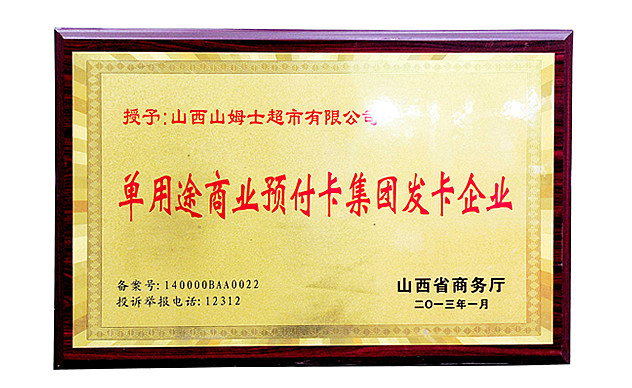 授予:山西山姆士超市有限公司
单用途商业预付卡集团发卡企业
备案号: 140000BAA0022
投诉举报电话: 12312
山西省商务厅
二〇一三年一月